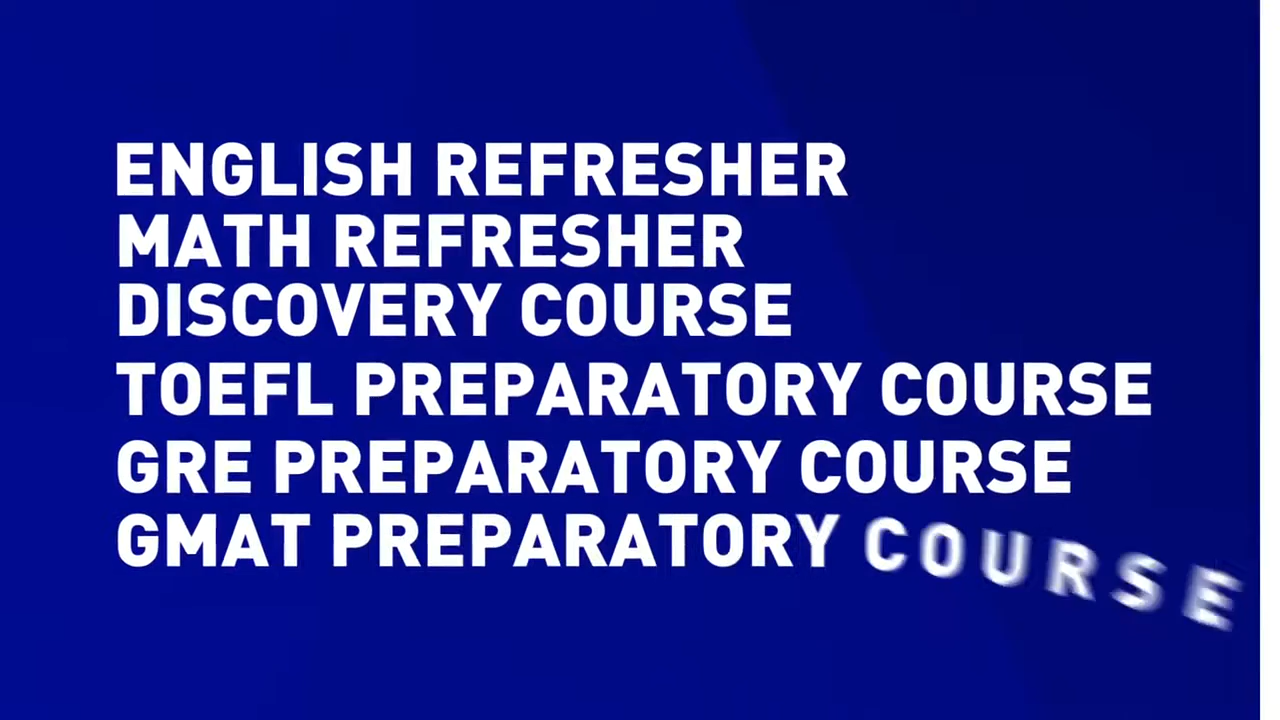 ENGLISH REFRESHER
MATH REFRESHER
DISCOVERY COURSE
TOEFL PREPARATORY COURSE
GRE PREPARATORY COURSE
GMAT PREPARATORY COURSE